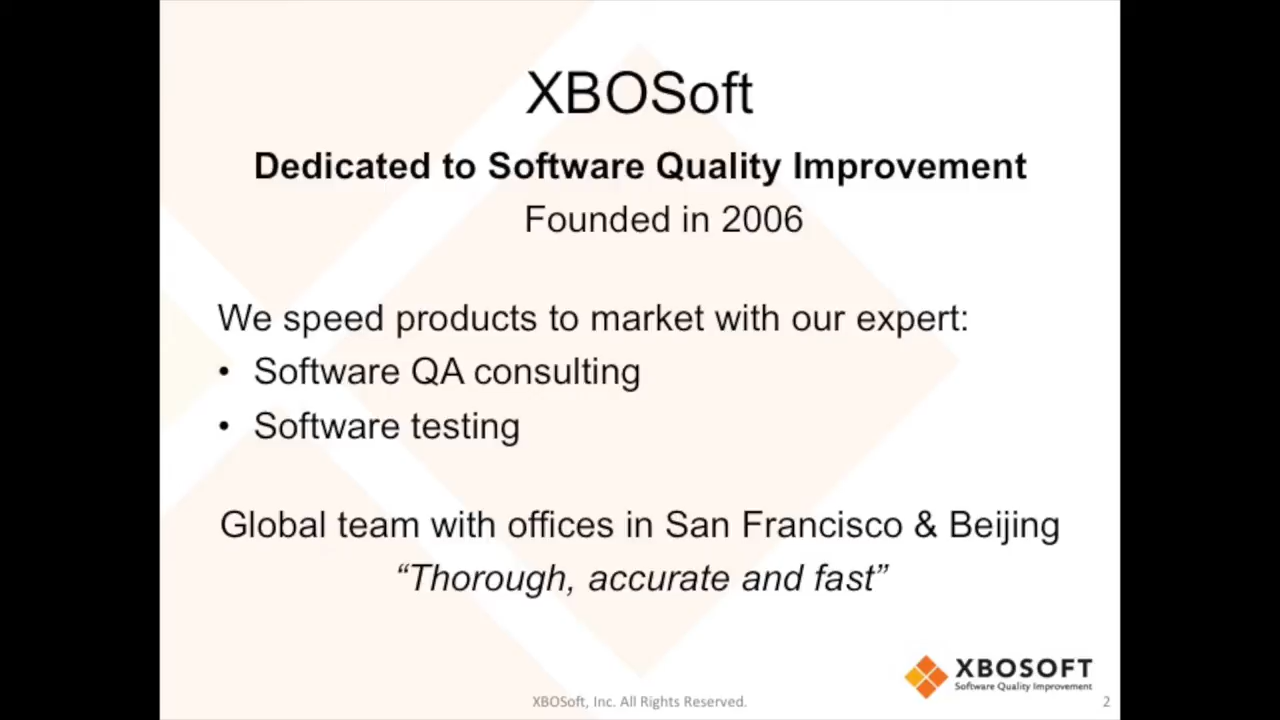 XBOSoft
Dedicated to Software Quality Improvement
Founded in 2006
We speed products to market with our expert:
• Software QA consulting
• Software testing
Global team with offices in San Francisco & Beijing
“Thorough, accurate and fast”
XBOSOFT
Software Quality Improvement
XBOSoft, Inc. All Rights Reserved.
2